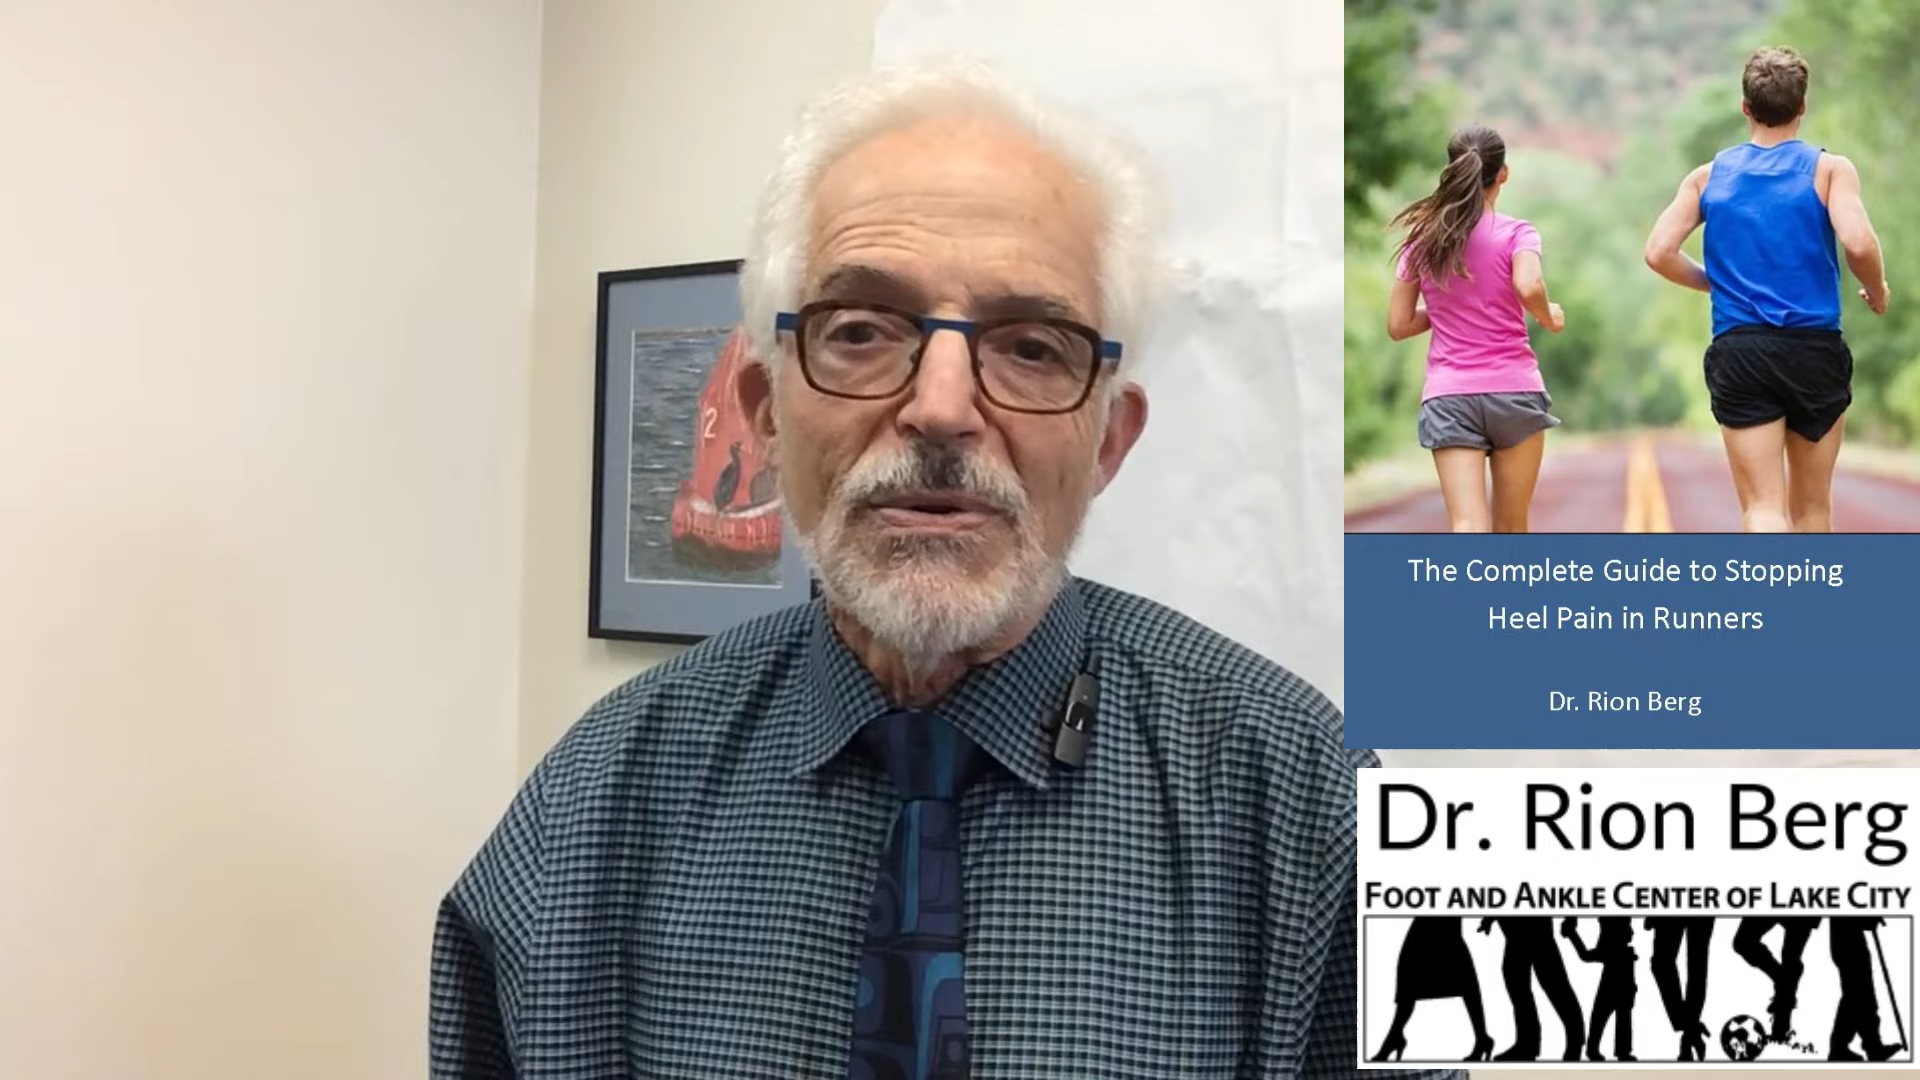 2
The Complete Guide to Stopping
Heel Pain in Runners
Dr. Rion Berg
Dr. Rion Berg
FOOT AND ANKLE CENTER OF LAKE CITY